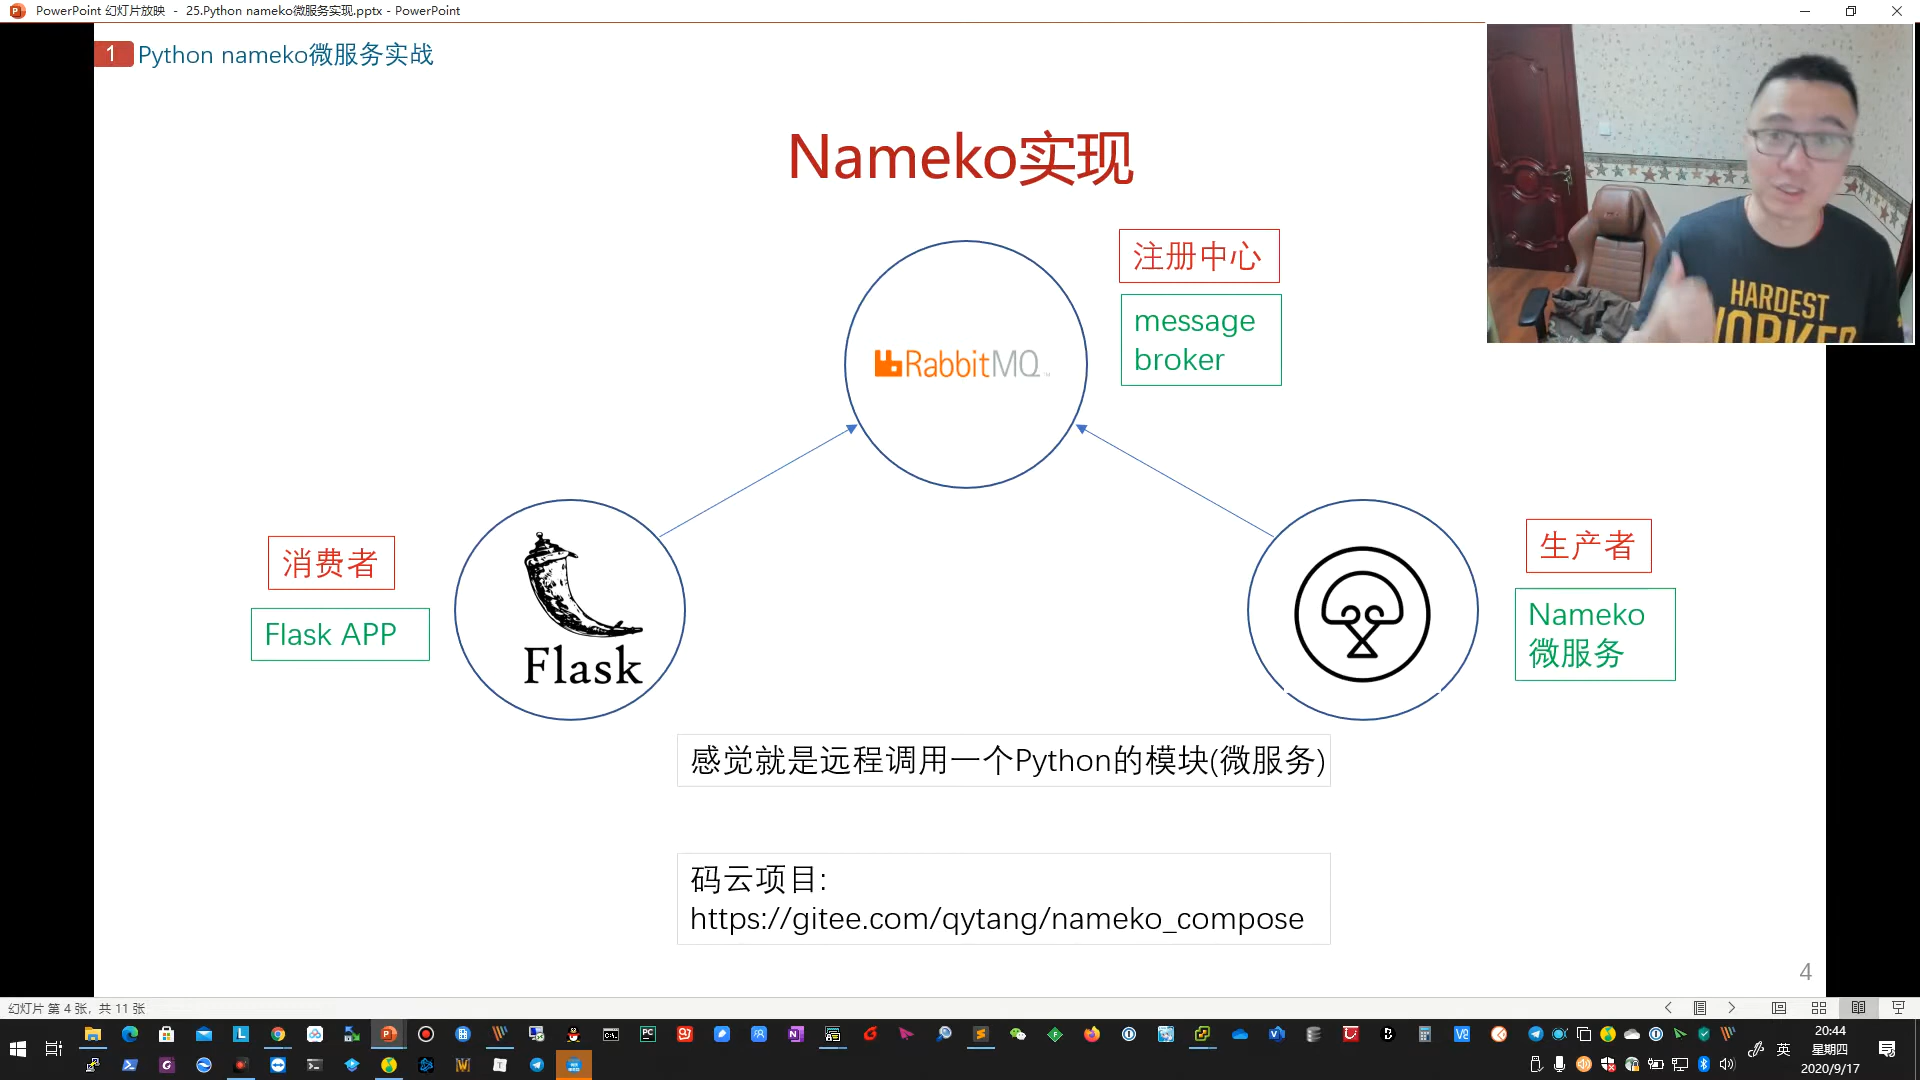 PowerPoint 幻灯片放映 - 25.Python nameko微服务实现.pptx - PowerPoint
1 Python nameko微服务实战
Nameko实现
注册中心
message
broker
RabbitMQ
HARDEST
WORKER
消费者
Flask APP
Flask
生产者
Nameko
微服务
感觉就是远程调用一个Python的模块(微服务)
码云项目:
https://gitee.com/qytang/nameko_compose
4
幻灯片 第 4 张，共 11 张
20:44
英
星期四
2020/9/17